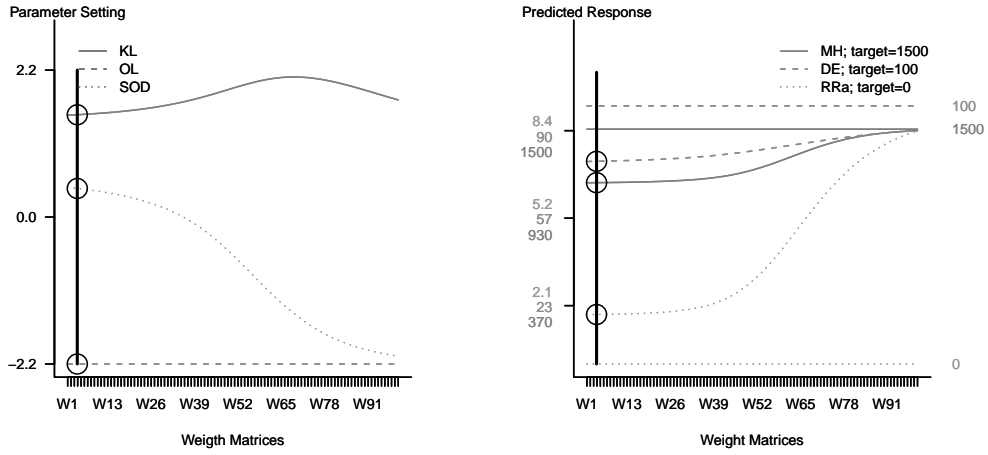 Parameter Setting
KL
OL
SOD
2.2
0.0
−2.2
W1 W13 W26 W39 W52 W65 W78 W91
Weigth Matrices
Predicted Response
MH; target=1500
DE; target=100
RRa; target=0
8.4
90
1500
5.2
57
930
2.1
23
370
100
1500
0
W1 W13 W26 W39 W52 W65 W78 W91
Weight Matrices